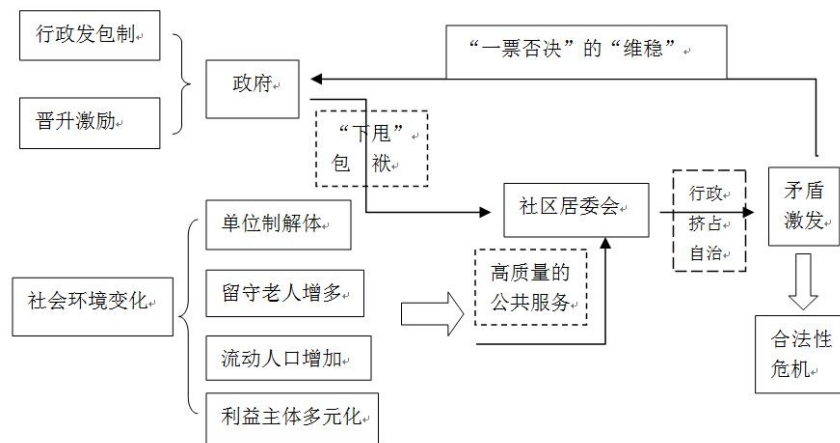 行政发包制
晋升激励
政府
“一票否决”的“维稳”
“下甩”
包 袱
社会环境变化
单位制解体
留守老人增多
流动人口增加
利益主体多元化
高质量的
公共服务
社区居委会
行政
挤占
自治
矛盾
激发
合法性
危机